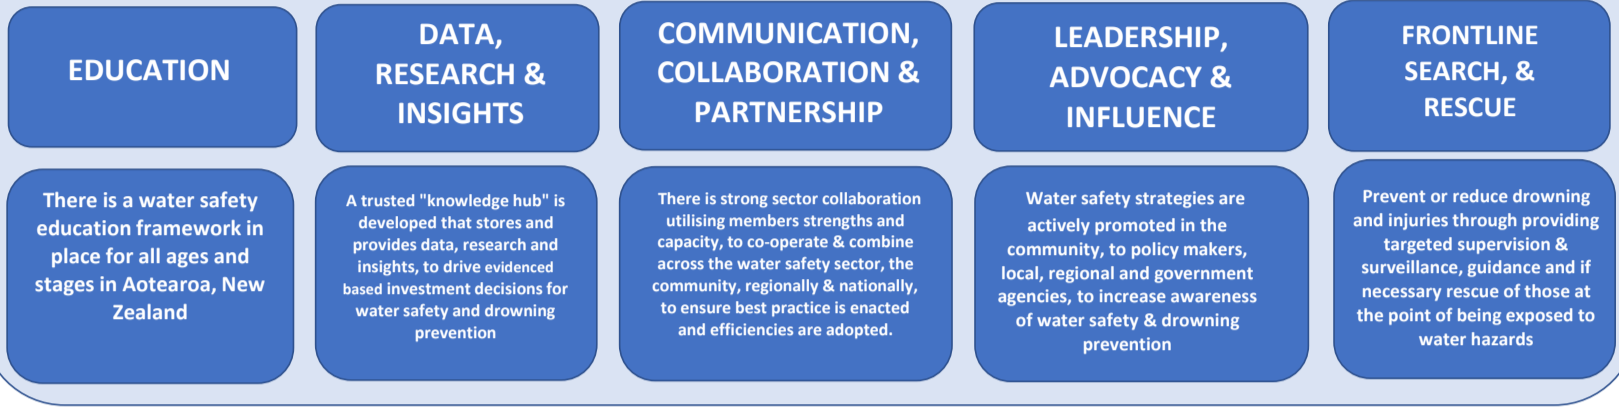 EDUCATION
DATA,
RESEARCH &
INSIGHTS
COMMUNICATION,
COLLABORATION &
PARTNERSHIP
LEADERSHIP,
ADVOCACY &
INFLUENCE
FRONTLINE
SEARCH, &
RESCUE
There is a water safety
education framework in
place for all ages and
stages in Aotearoa, New
Zealand
A trusted "knowledge hub" is
developed that stores and
provides data, research and
insights, to drive evidenced
based investment decisions for
water safety and drowning
prevention
There is strong sector collaboration
utilising members strengths and
capacity, to co-operate & combine
across the water safety sector, the
community, regionally & nationally,
to ensure best practice is enacted
and efficiencies are adopted.
Water safety strategies are
actively promoted in the
community, to policy makers,
local, regional and government
agencies, to increase awareness
of water safety & drowning
prevention
Prevent or reduce drowning
and injuries through providing
targeted supervision &
surveillance, guidance and if
necessary rescue of those at
the point of being exposed to
water hazards